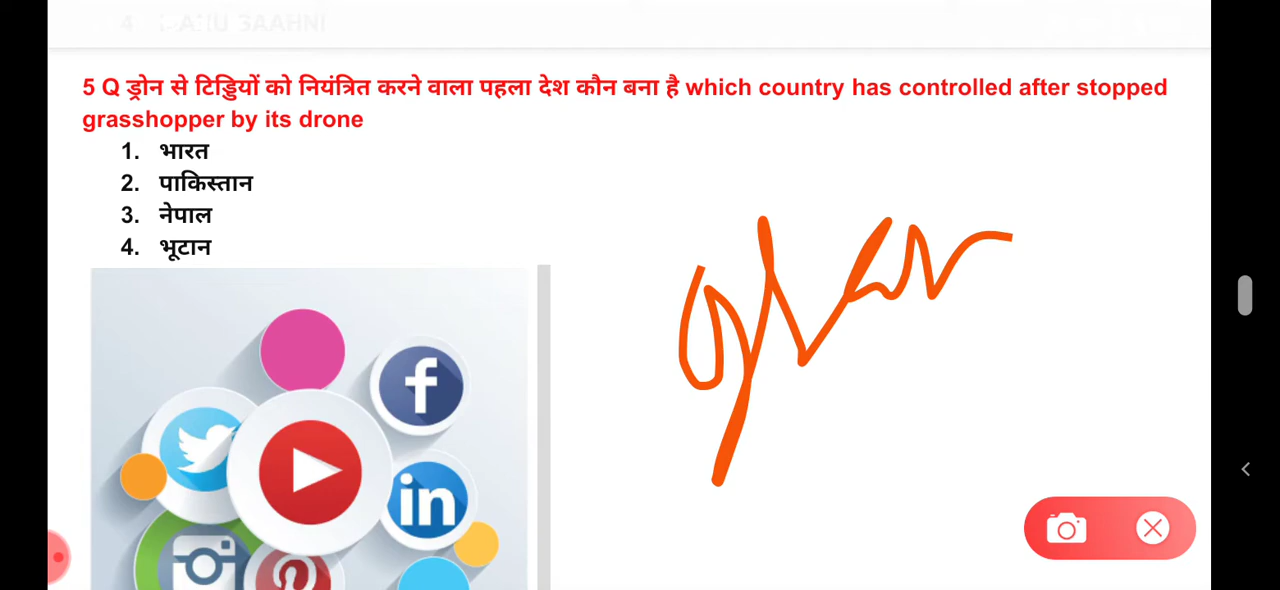 5 Q ड्रोन से टिड्डियों को नियंत्रित करने वाला पहला देश कौन बना है which country has controlled after stopped
grasshopper by its drone
1. भारत
2. पाकिस्तान
3. नेपाल
4. भूटान
f
in